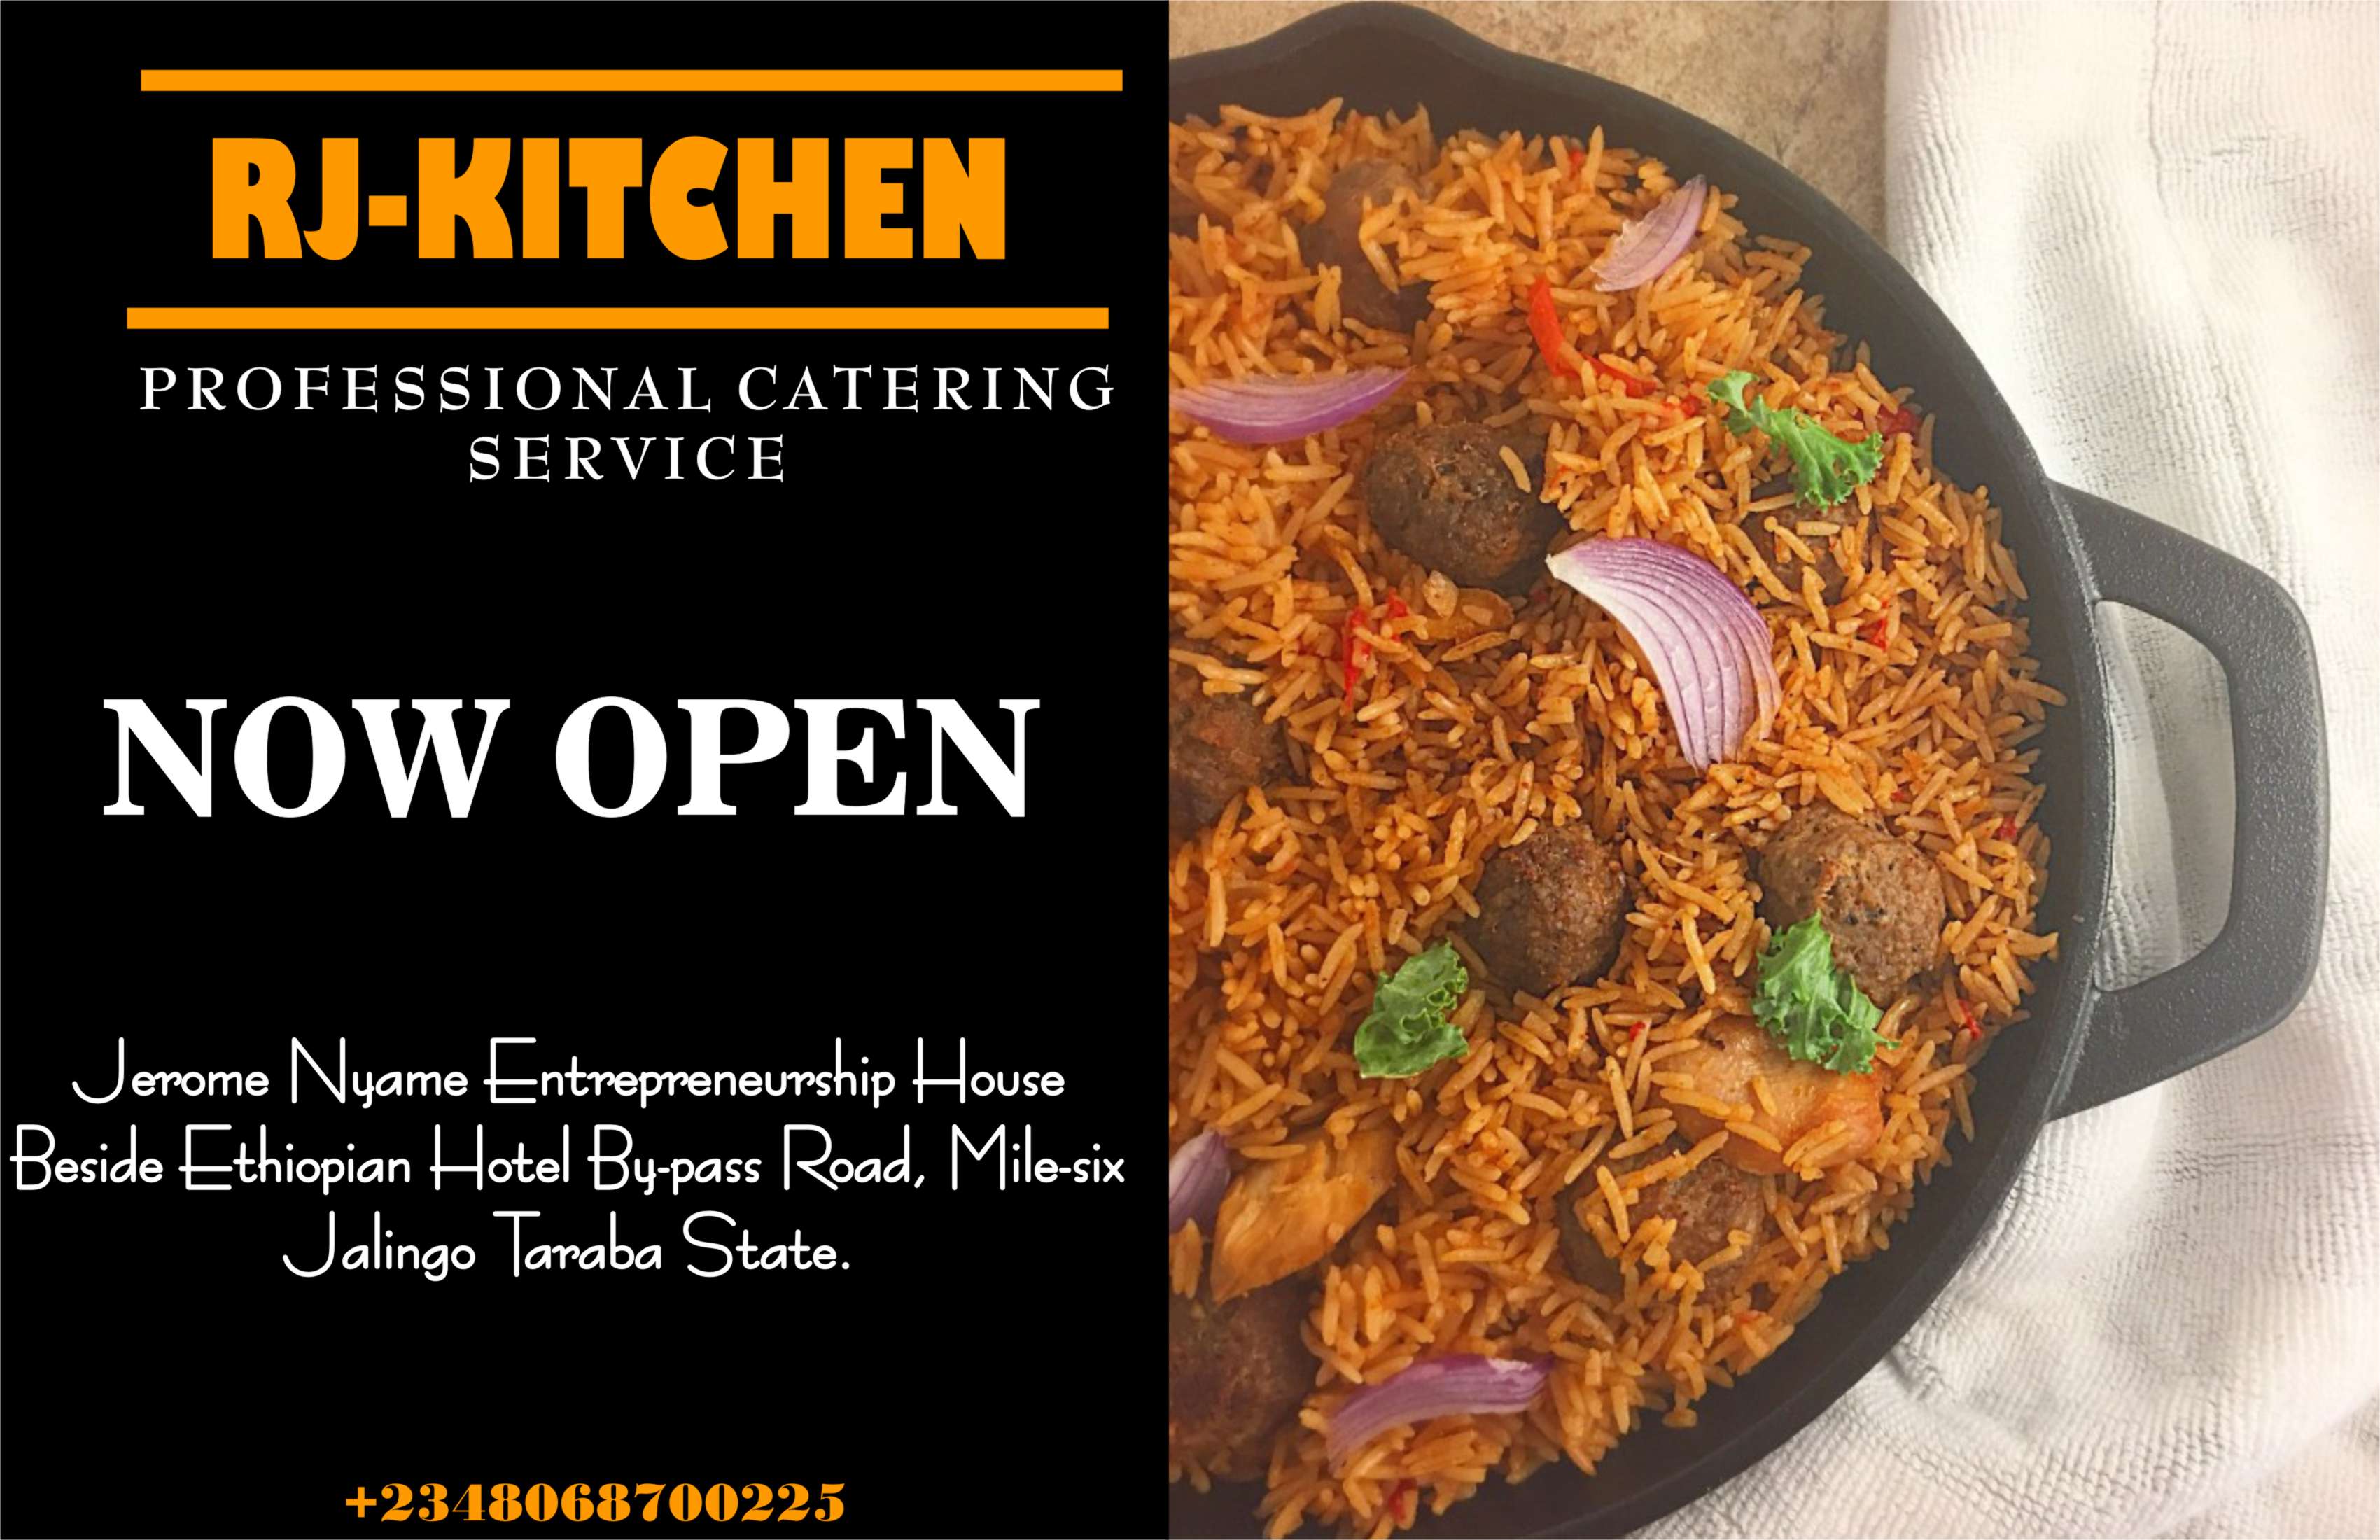 RJ-KITCHEN
PROFESSIONAL CATERING
SERVICE
NOW OPEN
Jerome Nyame Entrepreneurship House
Beside Ethiopian Hotel By-pass Road, Mile-six
Jalingo Taraba State.
+2348068700225